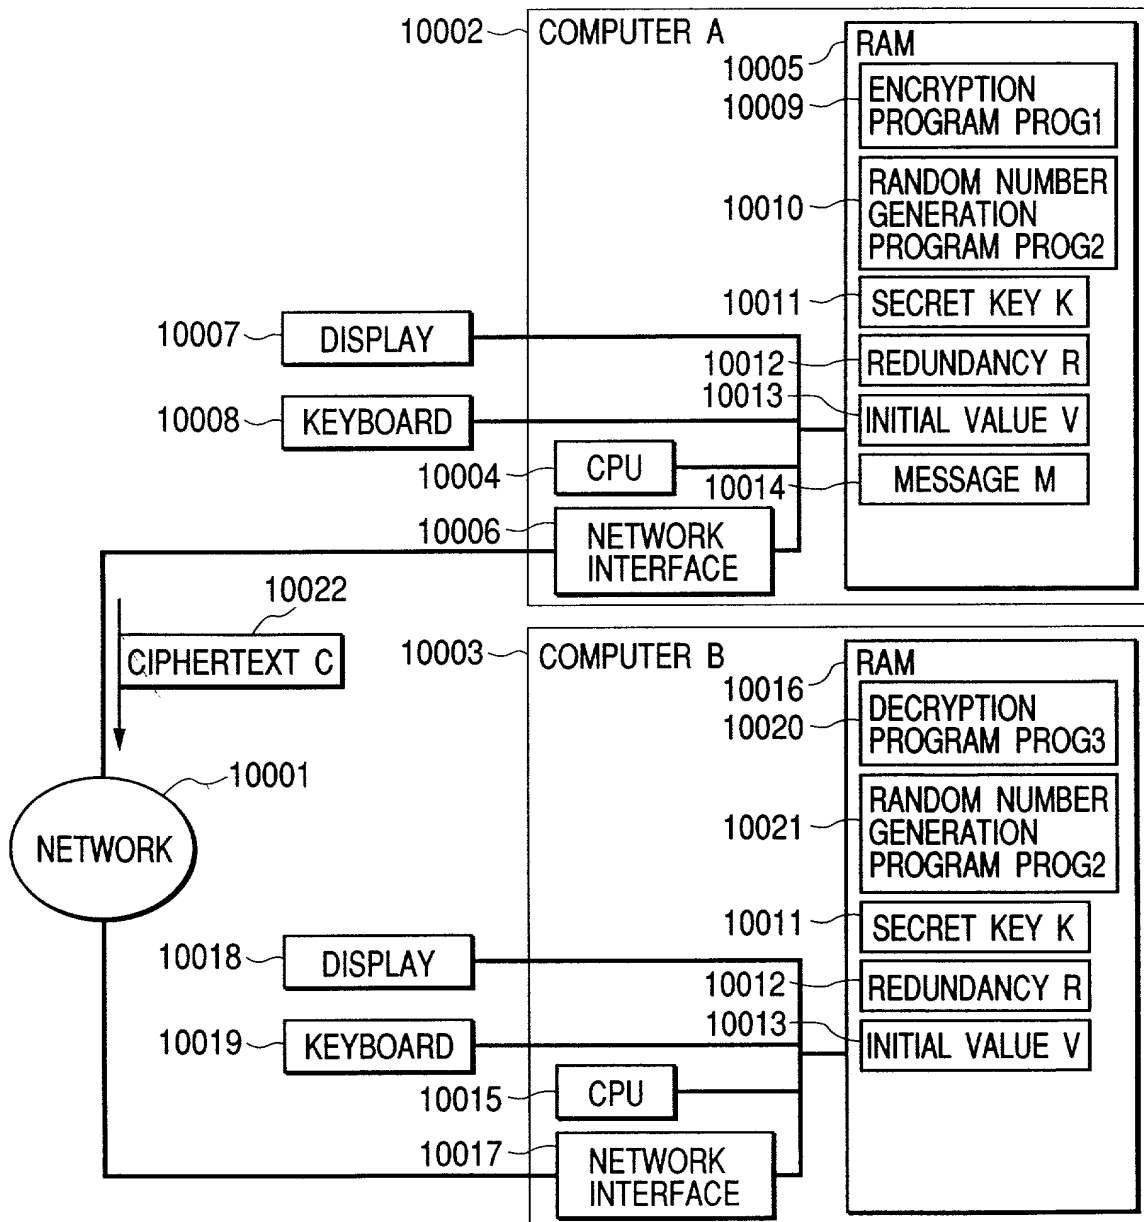 10002
COMPUTER A
10005
RAM
10009
ENCRYPTION
PROGRAM PROG1
10010
RANDOM NUMBER
GENERATION
PROGRAM PROG2
10011
SECRET KEY K
10007
DISPLAY
10012
REDUNDANCY R
10013
INITIAL VALUE V
10008
KEYBOARD
10004
CPU
10014
MESSAGE M
10006
NETWORK
INTERFACE
10022
CIPHERTEXT C
10001
NETWORK
10003
COMPUTER B
10016
RAM
10020
DECRYPTION
PROGRAM PROG3
10021
RANDOM NUMBER
GENERATION
PROGRAM PROG2
10011
SECRET KEY K
10018
DISPLAY
10012
REDUNDANCY R
10013
INITIAL VALUE V
10019
KEYBOARD
10015
CPU
10017
NETWORK
INTERFACE